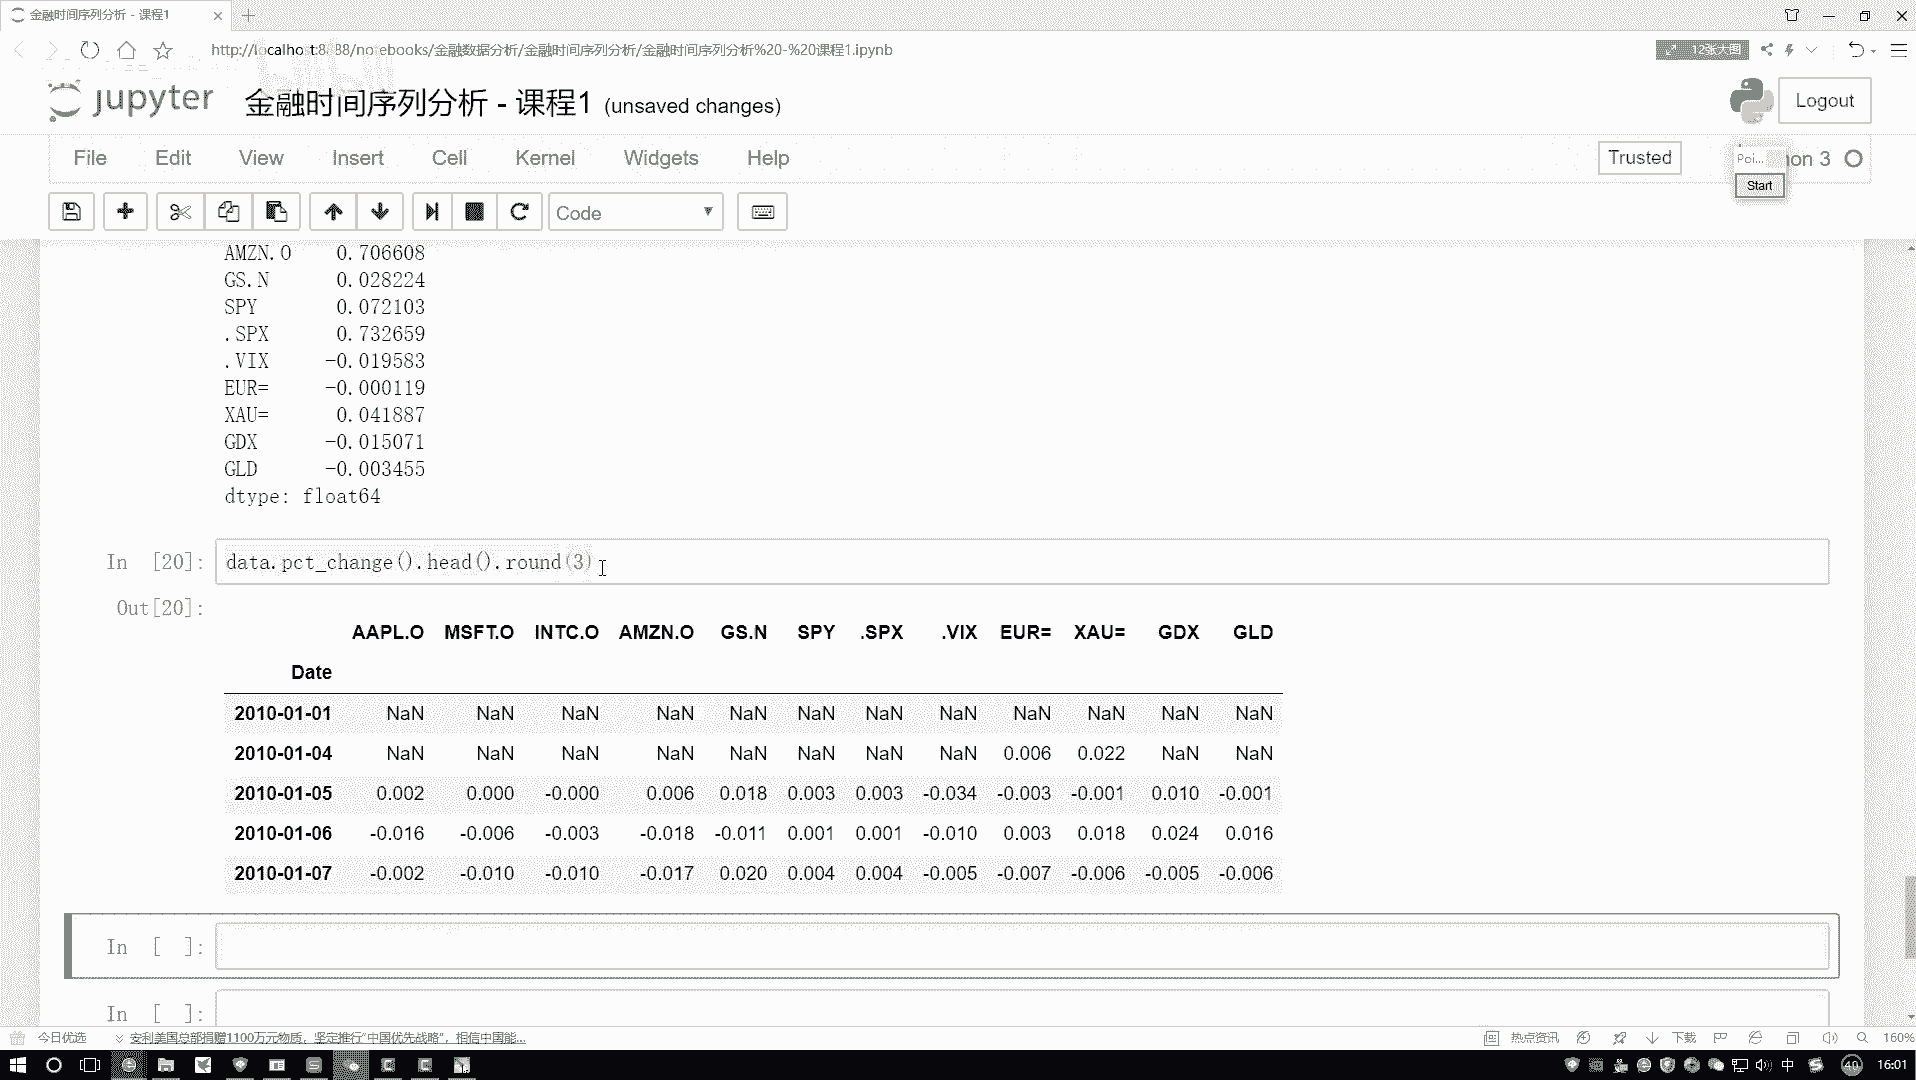 金融时间序列分析 - 课程1
http://localhost:8888/notebooks/金融数据分析/金融时间序列分析/金融时间序列分析%20-%20课程1.ipynb
12张大图
jupyter 金融时间序列分析 - 课程1 (unsaved changes)
Logout
File Edit View Insert Cell Kernel Widgets Help
Trusted
Poi... hon 3
Start
Code
AMZN.O 0.706608
GS.N 0.028224
SPY 0.072103
.SPX 0.732659
.VIX -0.019583
EUR= -0.000119
XAU= 0.041887
GDX -0.015071
GLD -0.003455
dtype: float64
In [20]: data.pct_change().head().round(3)
Out[20]:
AAPL.O MSFT.O INTC.O AMZN.O GS.N SPY .SPX .VIX EUR= XAU= GDX GLD
Date
2010-01-01 NaN NaN NaN NaN NaN NaN NaN NaN NaN NaN NaN NaN
2010-01-04 NaN NaN NaN NaN NaN NaN NaN NaN 0.006 0.022 NaN NaN
2010-01-05 0.002 0.000 -0.000 0.006 0.018 0.003 0.003 -0.034 -0.003 -0.001 0.010 -0.001
2010-01-06 -0.016 -0.006 -0.003 -0.018 -0.011 0.001 0.001 -0.010 0.003 0.018 0.024 0.016
2010-01-07 -0.002 -0.010 -0.010 -0.017 0.020 0.004 0.004 -0.005 -0.007 -0.006 -0.005 -0.006
In [ ]:
In [ ]:
今日优选 安利美国总部捐赠1100万元物质，坚定推行“中国优先战略”，相信中国能...
热点资讯 下载 160%
中 40 16:01